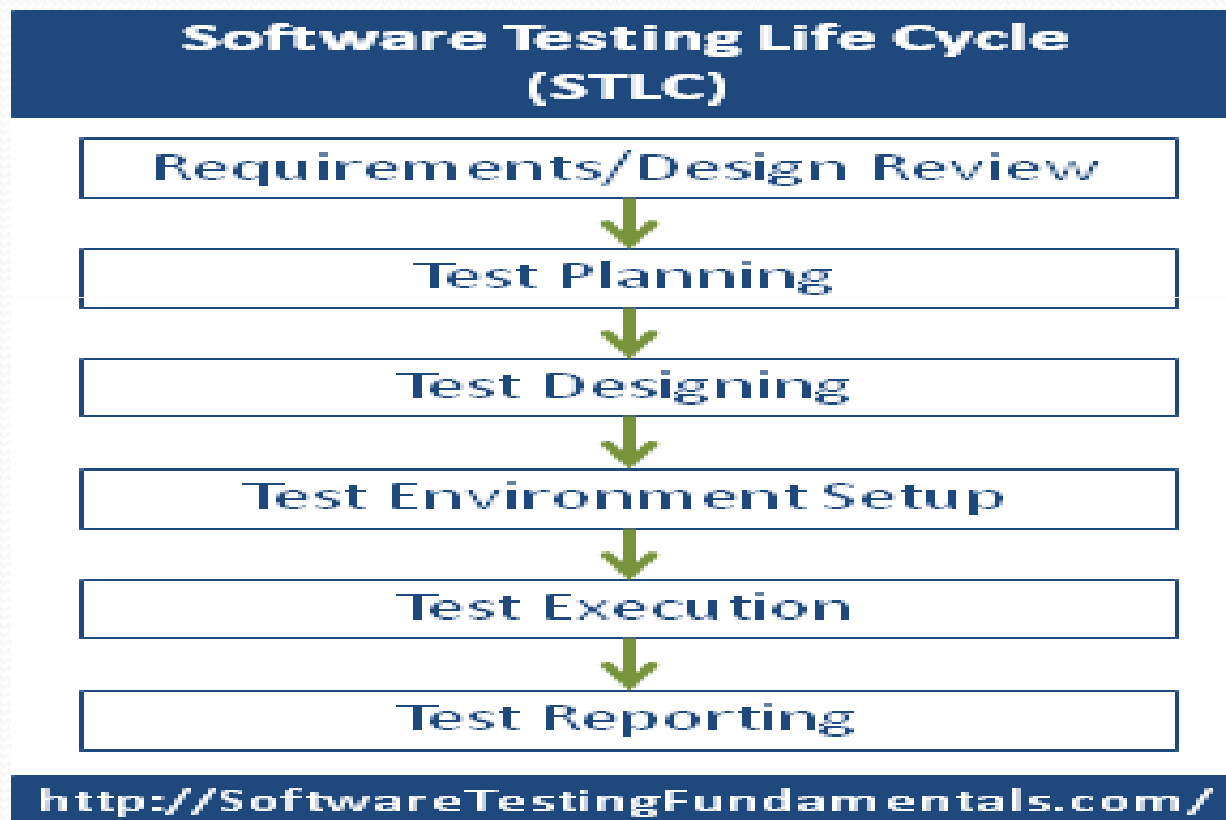 Software Testing Life Cycle
(STLC)
Requirements/Design Review
Test Planning
Test Designing
Test Environment Setup
Test Execution
Test Reporting
http://SoftwareTestingFundamentals.com/